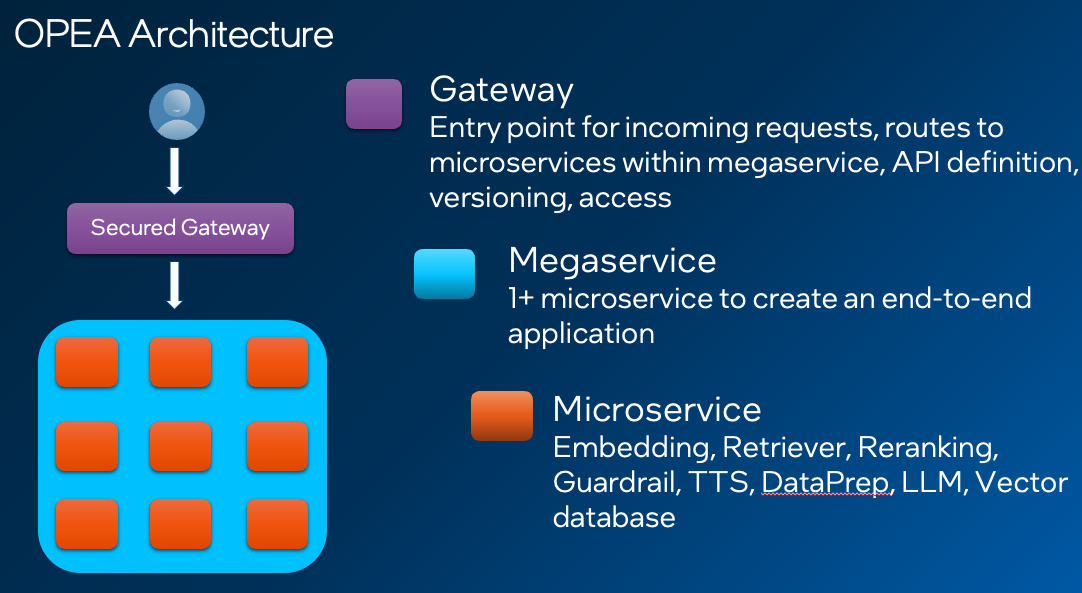 OPEA Architecture
Secured Gateway
Gateway
Entry point for incoming requests, routes to
microservices within megaservice, API definition,
versioning, access
Megaservice
1+ microservice to create an end-to-end
application
Microservice
Embedding, Retriever, Reranking,
Guardrail, TTS, DataPrep, LLM, Vector
database